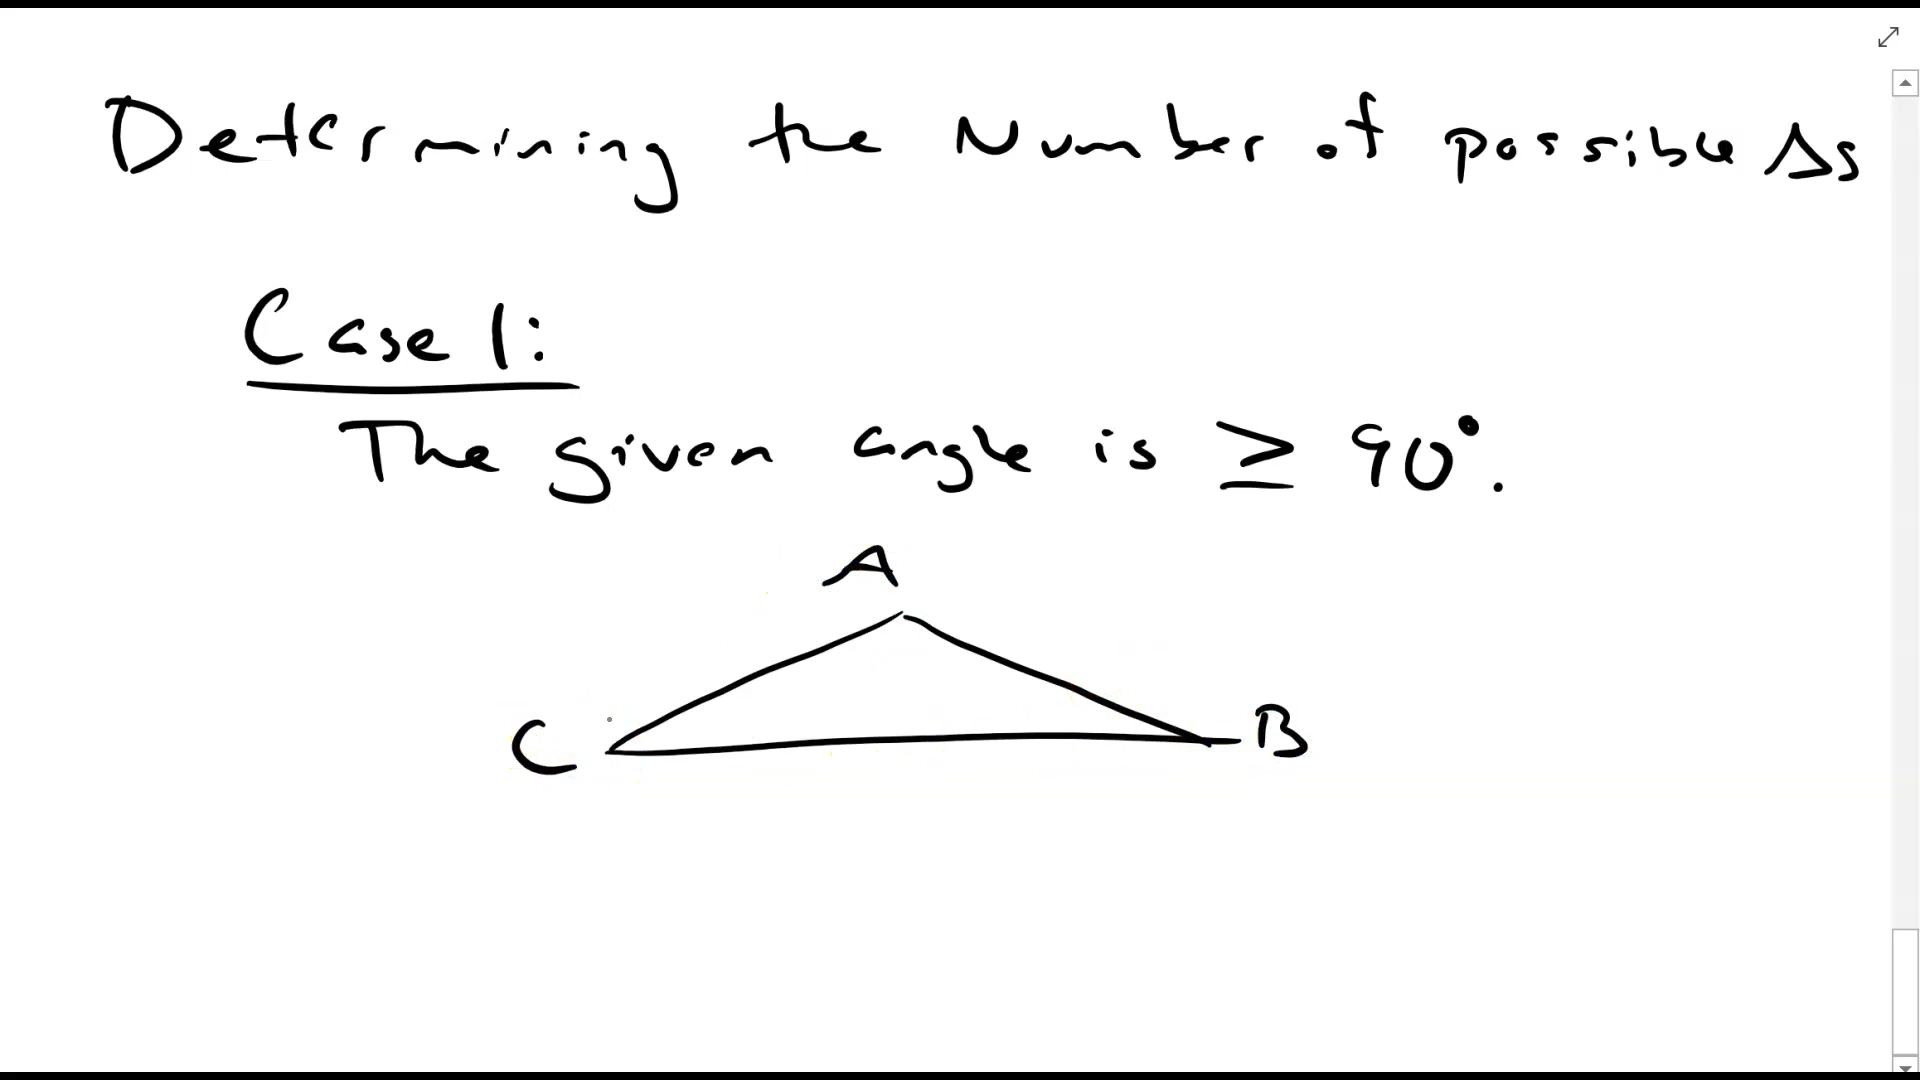 Determining the Number of possible Δs
Case 1:
The given angle is ≥ 90°.
A
C
B